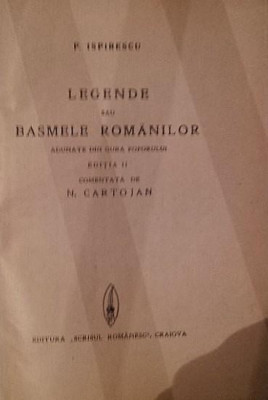 P. ISPIRESCU
LEGENDE
SAU
BASMELE ROMÂNILOR
ADUNATE DIN GURA POPORULUI
EDIȚIA II
COMENTATĂ DE
N. CARTOJAN
EDITURA „SCRISUL ROMÂNESC”, CRAIOVA